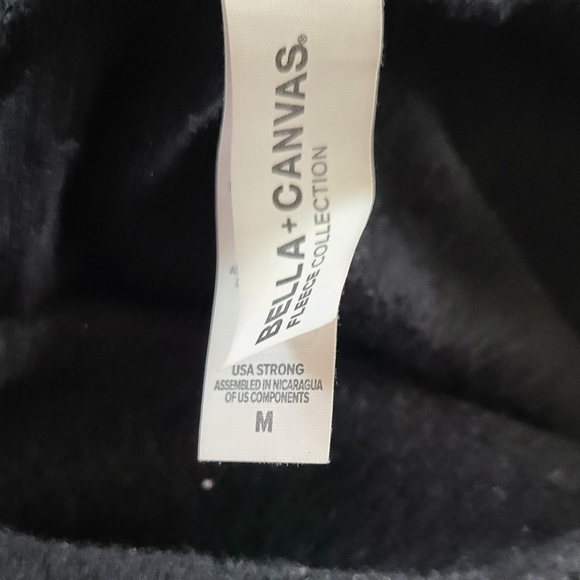 BELLA+CANVAS®
FLEECE COLLECTION
USA STRONG
ASSEMBLED IN NICARAGUA
OF US COMPONENTS
M